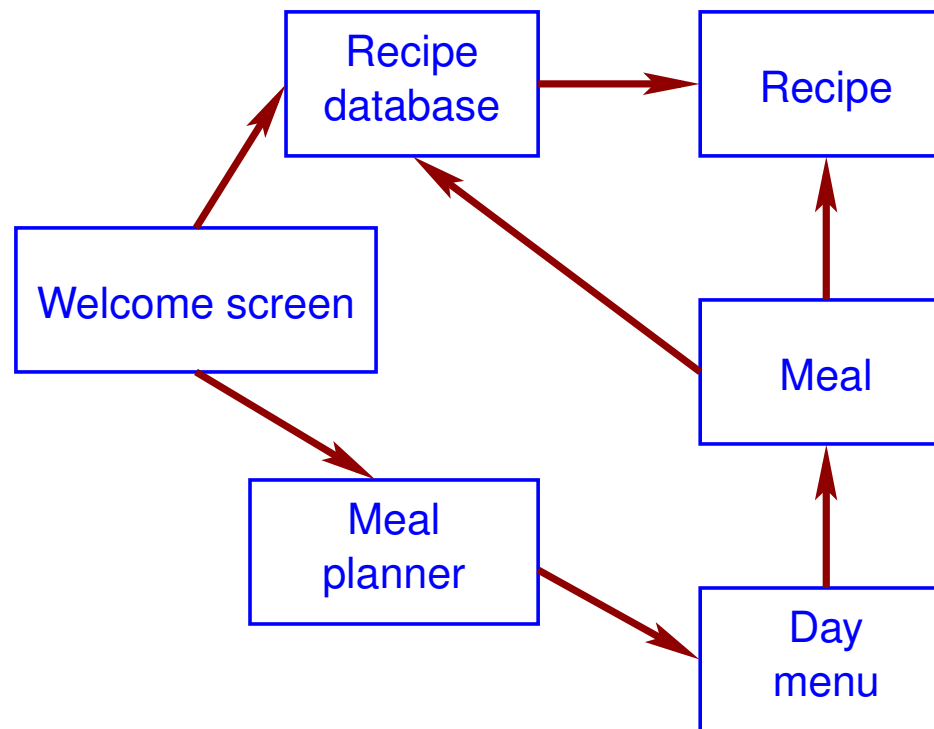 Recipe
database
Recipe
Welcome screen
Meal
Meal
planner
Day
menu